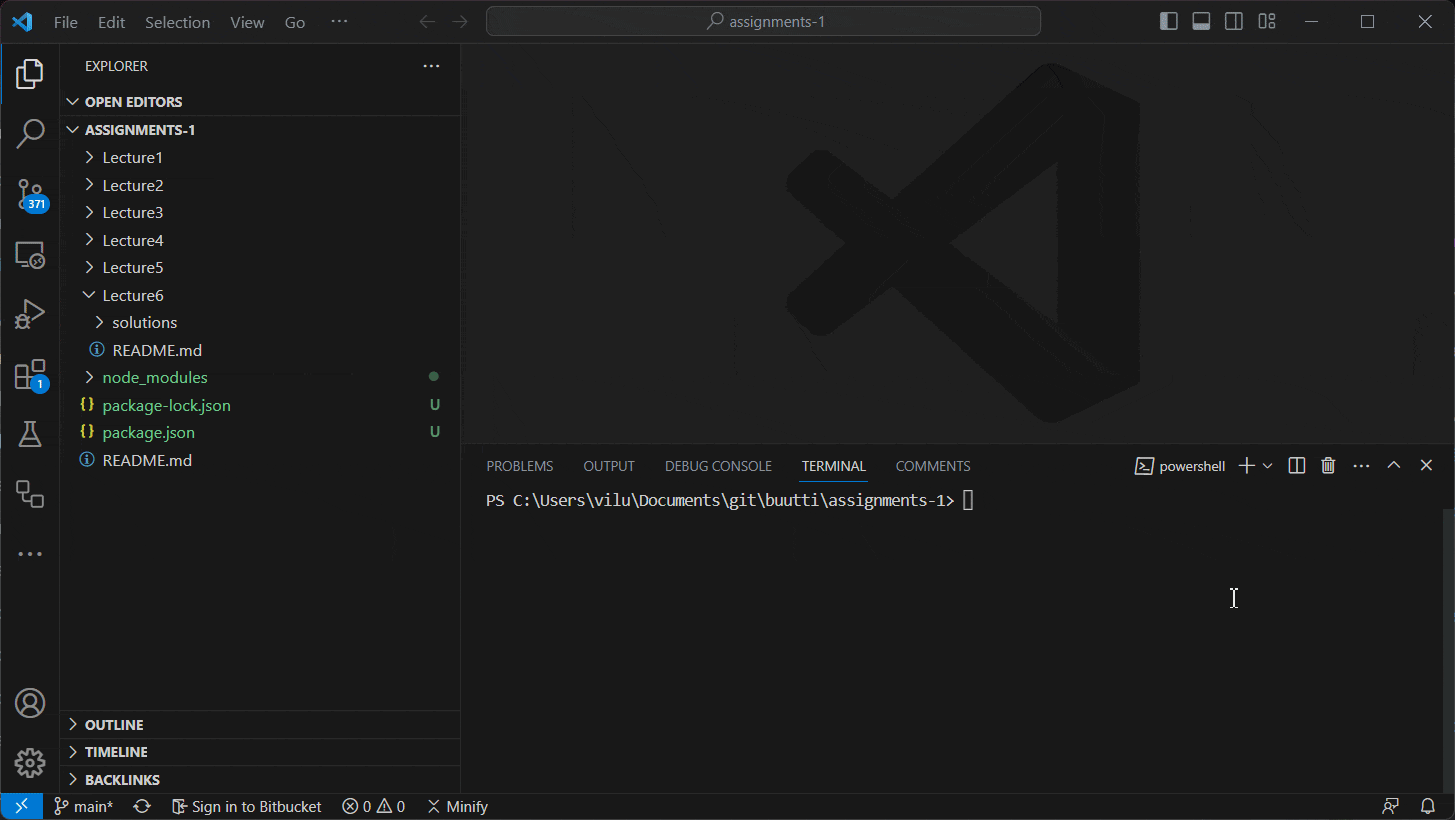 File Edit Selection View Go ···
assignments-1
EXPLORER
OPEN EDITORS
ASSIGNMENTS-1
Lecture1
Lecture2
Lecture3
Lecture4
Lecture5
Lecture6
solutions
README.md
node_modules
package-lock.json U
package.json U
README.md
371
1
OUTLINE
TIMELINE
BACKLINKS
PROBLEMS OUTPUT DEBUG CONSOLE TERMINAL COMMENTS powershell
PS C:\Users\vilu\Documents\git\buutti\assignments-1>
main* Sign in to Bitbucket 0 0 Minify